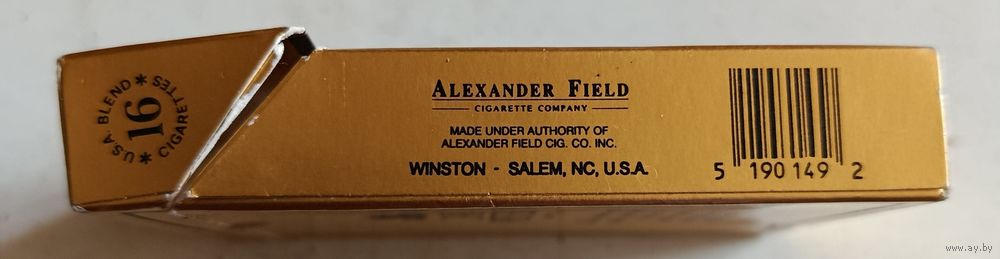 U.S.A. BLEND * CIGARETTES *
16
ALEXANDER FIELD
CIGARETTE COMPANY
MADE UNDER AUTHORITY OF
ALEXANDER FIELD CIG. CO. INC.
WINSTON - SALEM, NC, U.S.A.
5 190149 2
www.ay.by